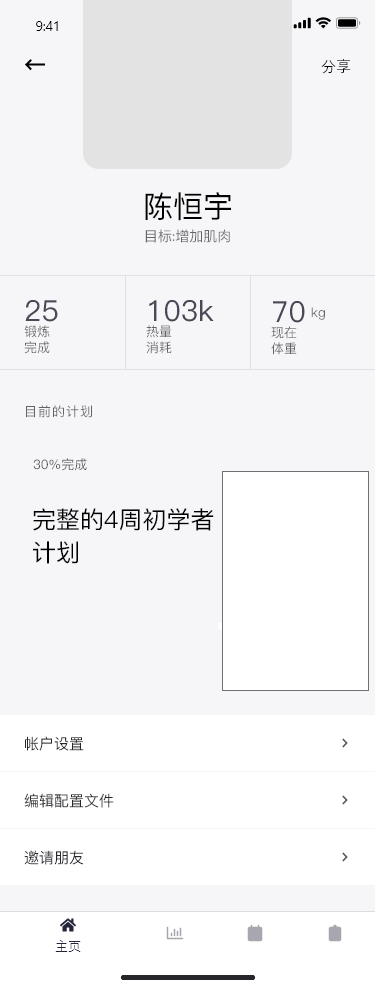 9:41
分享
陈恒宇
目标:增加肌肉
25
锻炼
完成
103k
热量
消耗
70 kg
现在
体重
目前的计划
30%完成
完整的4周初学者
计划
帐户设置
编辑配置文件
邀请朋友
主页